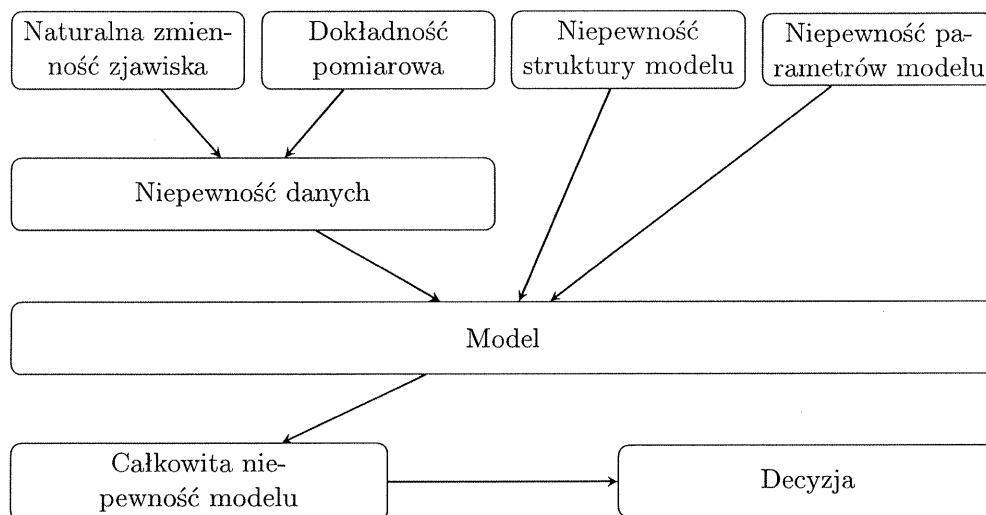 Naturalna zmien-
ność zjawiska
Dokładność
pomiarowa
Niepewność
struktury modelu
Niepewność pa-
rametrów modelu
Niepewność danych
Model
Całkowita nie-
pewność modelu
Decyzja